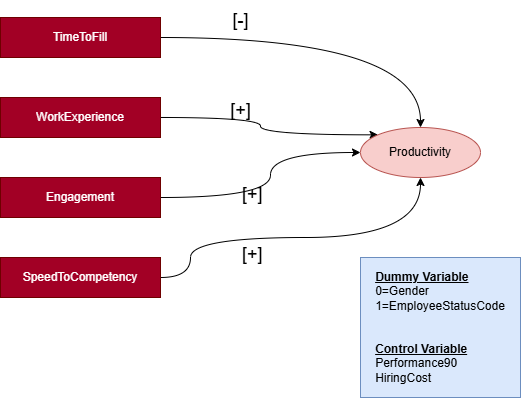 [-]
TimeToFill
[+]
WorkExperience
Productivity
Engagement
[+]
[+]
SpeedToCompetency
Dummy Variable
0=Gender
1=EmployeeStatusCode
Control Variable
Performance90
HiringCost